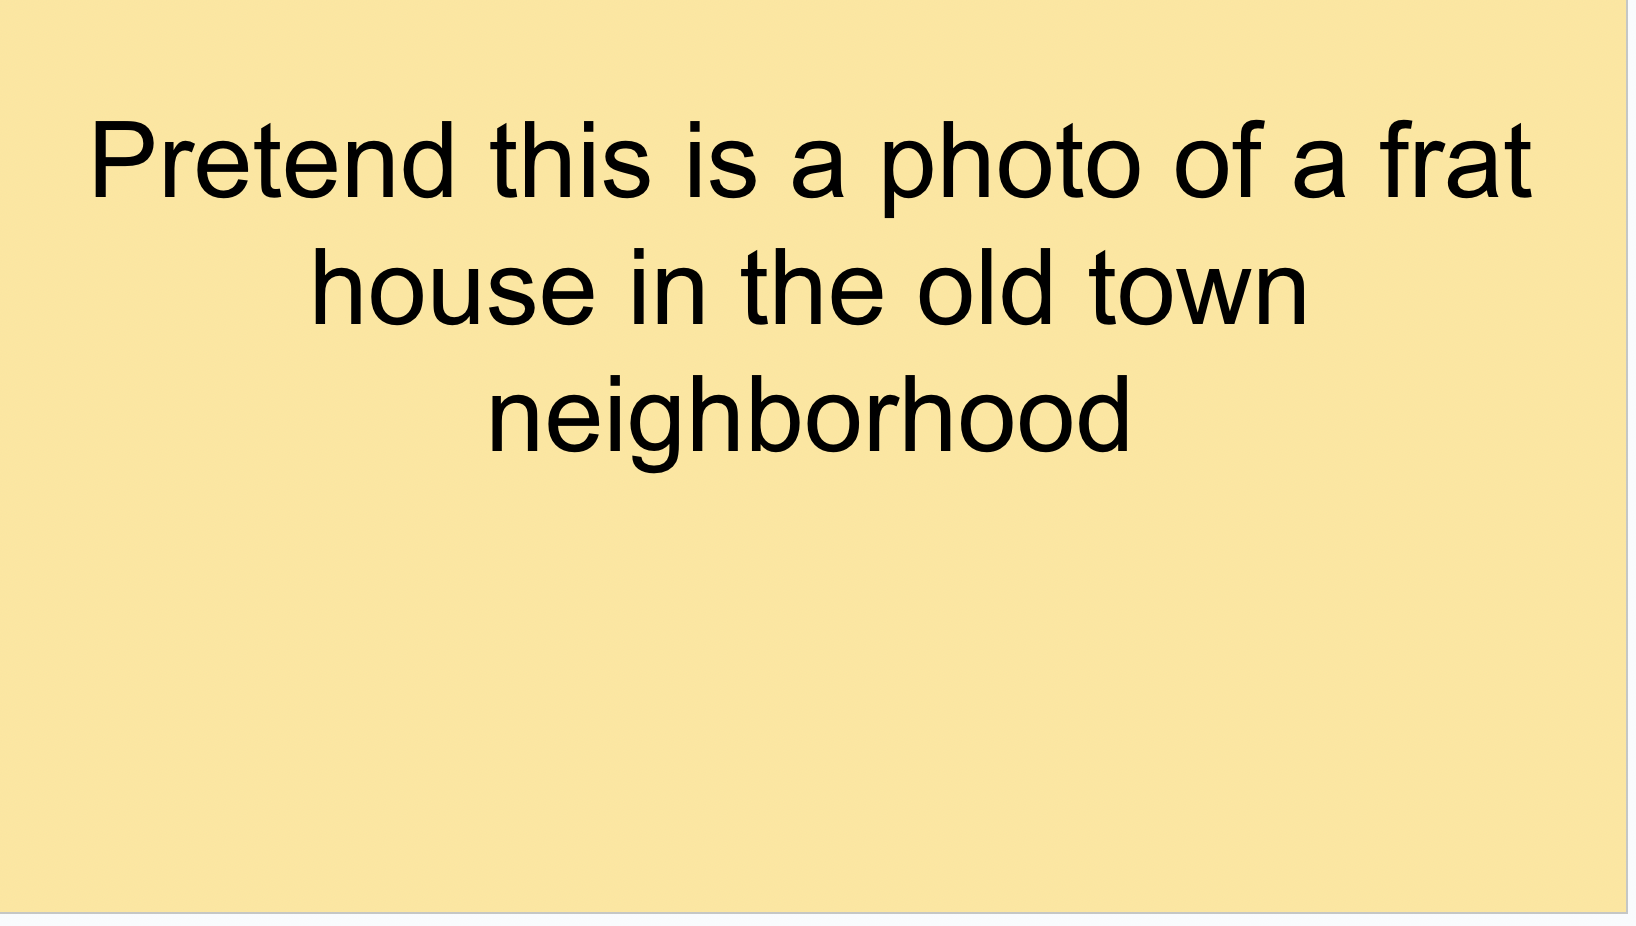 Pretend this is a photo of a frat
house in the old town
neighborhood